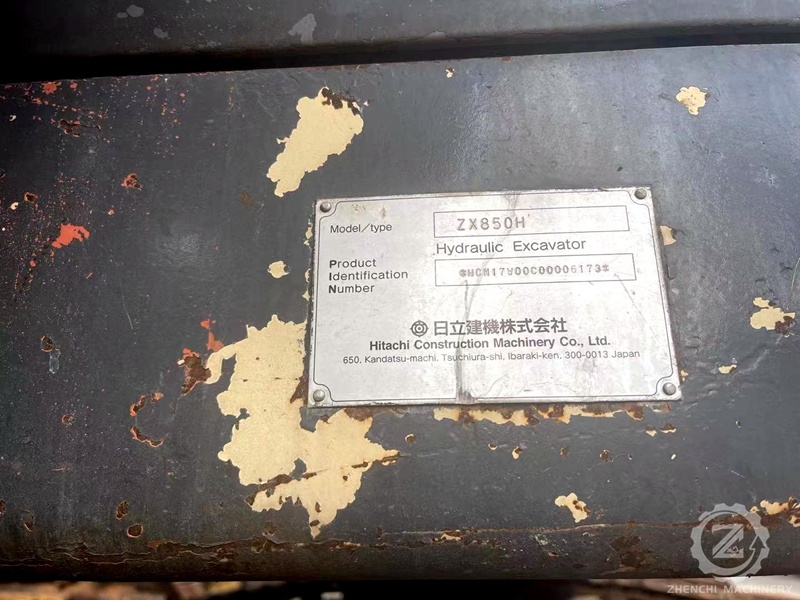 Model/type ZX850H
Hydraulic Excavator
Product
Identification
Number
*HCM17W00C00006173*
日立建機株式会社
Hitachi Construction Machinery Co., Ltd.
650, Kandatsu-machi, Tsuchiura-shi, Ibaraki-ken, 300-0013 Japan
ZHENCHI MACHINERY